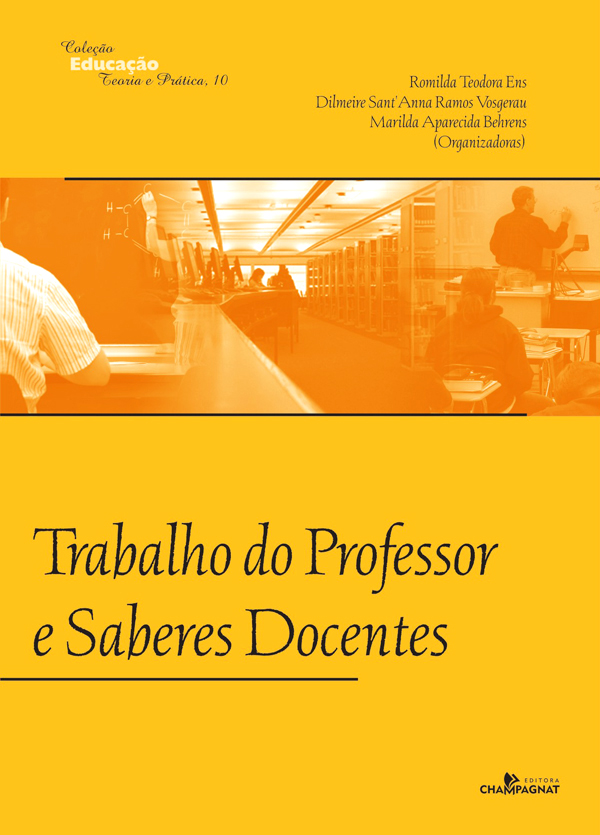 Coleção
Educação
Teoria e Prática, 10
Romilda Teodora Ens
Dilmeire Sant'Anna Ramos Vosgerau
Marilda Aparecida Behrens
(Organizadoras)
Trabalho do Professor
e Saberes Docentes
EDITORA
CHAMPAGNAT